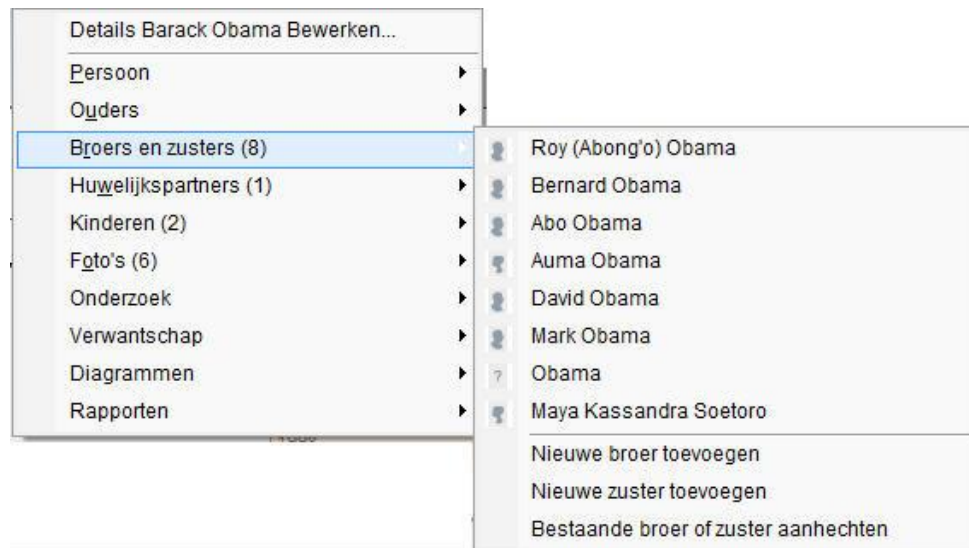 Details Barack Obama Bewerken...
Persoon
Ouders
Broers en zusters (8)
Huwelijkspartners (1)
Kinderen (2)
Foto's (6)
Onderzoek
Verwantschap
Diagrammen
Rapporten
Roy (Abong'o) Obama
Bernard Obama
Abo Obama
Auma Obama
David Obama
Mark Obama
? Obama
Maya Kassandra Soetoro
Nieuwe broer toevoegen
Nieuwe zuster toevoegen
Bestaande broer of zuster aanhechten